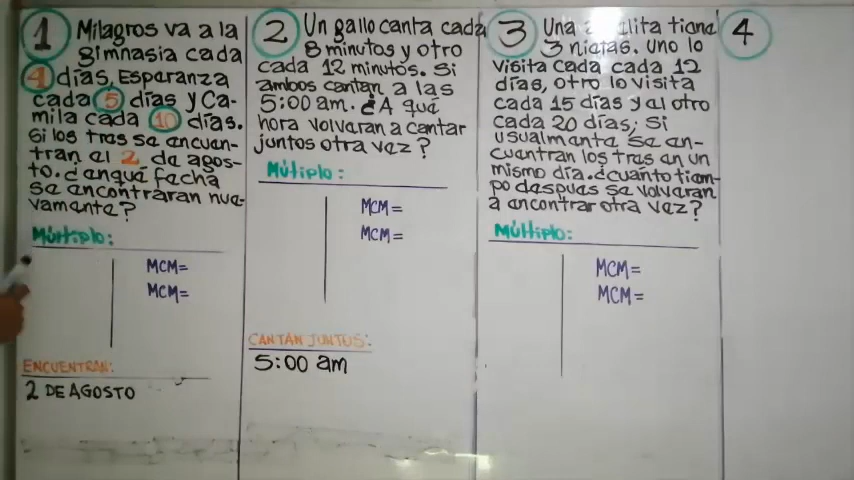 1 Milagros va a la
gimnasia cada
4 días, Esperanza
cada 5 días y Ca-
mila cada 10 días.
Si los tres se encuen-
tran el 2 de agos-
to. ¿en qué fecha
se encontraran nue-
vamente?
Múltiplo:
MCM=
MCM=
ENCUENTRAN:
2 DE AGOSTO
2 Un gallo canta cada
8 minutos y otro
cada 12 minutos. Si
ambos cantan a las
5:00 am. ¿A qué
hora volveran a cantar
juntos otra vez?
Múltiplo:
MCM=
MCM=
CANTAN JUNTOS:
5:00 am
3 Una tiene
3 nietas. Uno lo
visita cada cada 12
días, otro lo visita
cada 15 días y al otro
cada 20 días; Si
usualmente se en-
cuentran los tres en un
mismo día. ¿cuánto tiem-
po despues se volveran
a encontrar otra vez?
Múltiplo:
MCM=
MCM=
4